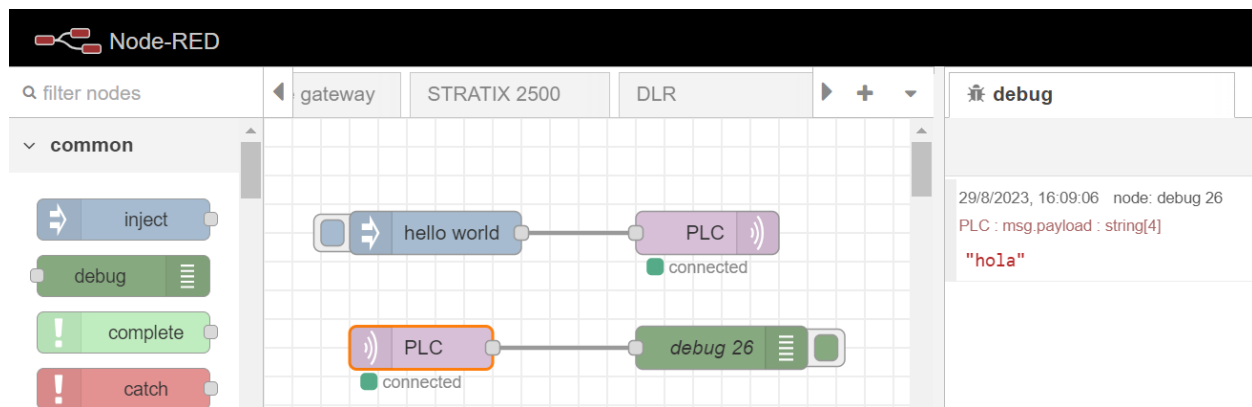 Node-RED
filter nodes
gateway
STRATIX 2500
DLR
debug
common
inject
debug
complete
catch
hello world
PLC
connected
PLC
connected
debug 26
29/8/2023, 16:09:06 node: debug 26
PLC : msg.payload : string[4]
"hola"